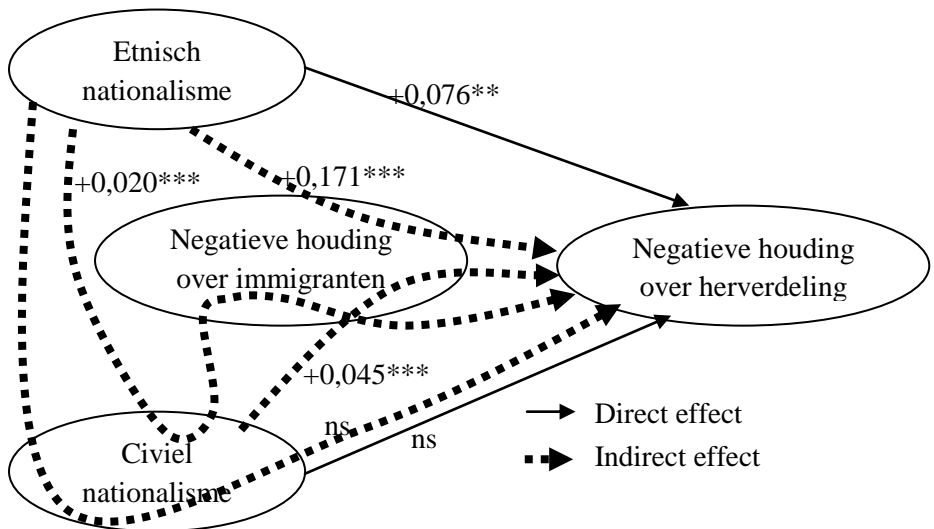 Etnisch
nationalisme
+0,076**
+0,020***
+0,171***
Negatieve houding
over immigranten
Negatieve houding
over herverdeling
+0,045***
ns
ns
Direct effect
Civiel
nationalisme
Indirect effect